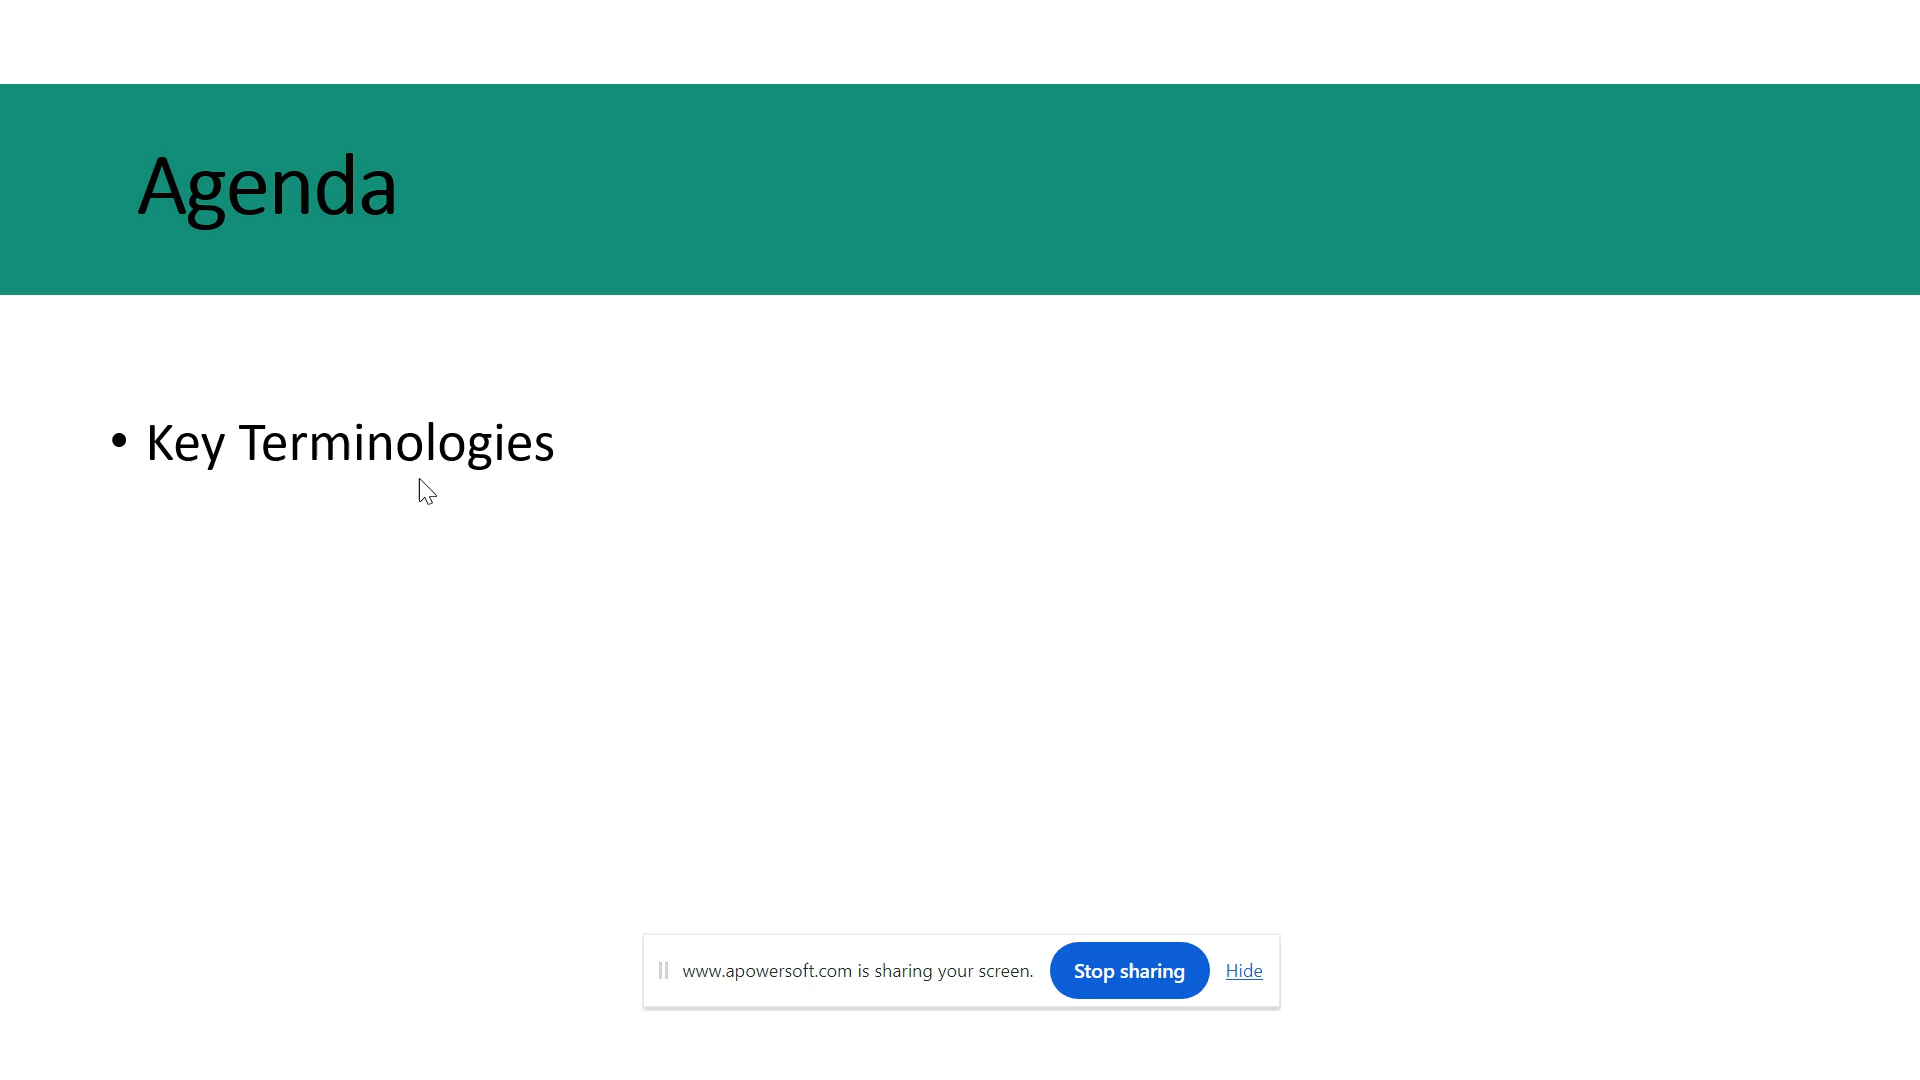 Agenda
• Key Terminologies
www.apowersoft.com is sharing your screen. Stop sharing Hide